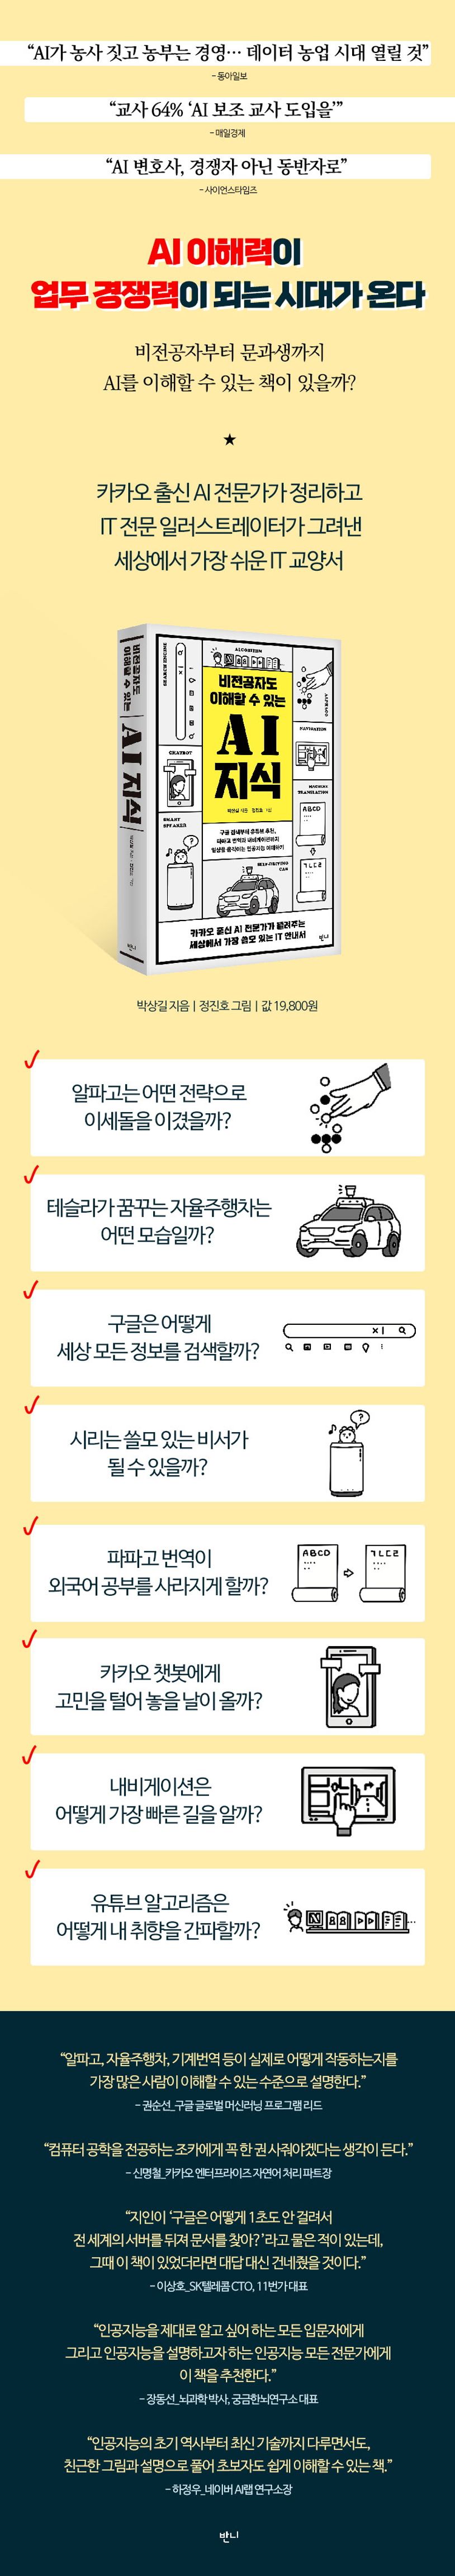 “AI가 농사 짓고 농부는 경영… 데이터 농업 시대 열릴 것”
- 동아일보
“교사 64% ‘AI 보조 교사 도입을’”
- 매일경제
“AI 변호사, 경쟁자 아닌 동반자로”
- 사이언스타임즈
AI 이해력이
업무 경쟁력이 되는 시대가 온다
비전공자부터 문과생까지
AI를 이해할 수 있는 책이 있을까?
★
카카오 출신 AI 전문가가 정리하고
IT 전문 일러스트레이터가 그려낸
세상에서 가장 쉬운 IT 교양서
비전공자도
이해할 수 있는
AI 지식
반니
SEARCH ENGINE
ALGORITHM
비전공자도
이해할 수 있는
AI
지식
박상길 지음 정진호 그림
ALPHAGO
NAVIGATION
CHATBOT
MACHINE
TRANSLATION
ABCD
ㄱㄴㄷㄹ
SMART
SPEAKER
?
구글 검색부터 유튜브 추천,
파파고 번역과 내비게이션까지
일상을 움직이는 인공지능 이해하기
SELF-DRIVING
CAR
카카오 출신 AI 전문가가 들려주는
세상에서 가장 쓸모 있는 IT 안내서
반니
박상길 지음 | 정진호 그림 | 값 19,800원
알파고는 어떤 전략으로
이세돌을 이겼을까?
테슬라가 꿈꾸는 자율주행차는
어떤 모습일까?
구글은 어떻게
세상 모든 정보를 검색할까?
시리는 쓸모 있는 비서가
될 수 있을까?
?
파파고 번역이
외국어 공부를 사라지게 할까?
ABCD
ㄱㄴㄷㄹ
카카오 챗봇에게
고민을 털어 놓을 날이 올까?
내비게이션은
어떻게 가장 빠른 길을 알까?
유튜브 알고리즘은
어떻게 내 취향을 간파할까?
“알파고, 자율주행차, 기계번역 등이 실제로 어떻게 작동하는지를
가장 많은 사람이 이해할 수 있는 수준으로 설명한다.”
- 권순선_구글 글로벌 머신러닝 프로그램 리드
“컴퓨터 공학을 전공하는 조카에게 꼭 한 권 사줘야겠다는 생각이 든다.”
- 신명철_카카오 엔터프라이즈 자연어 처리 파트장
“지인이 ‘구글은 어떻게 1초도 안 걸려서
전 세계의 서버를 뒤져 문서를 찾아?’라고 물은 적이 있는데,
그때 이 책이 있었더라면 대답 대신 건네줬을 것이다.”
- 이상호_SK텔레콤 CTO, 11번가 대표
“인공지능을 제대로 알고 싶어 하는 모든 입문자에게
그리고 인공지능을 설명하고자 하는 인공지능 모든 전문가에게
이 책을 추천한다.”
- 장동선_뇌과학 박사, 궁금한뇌연구소 대표
“인공지능의 초기 역사부터 최신 기술까지 다루면서도,
친근한 그림과 설명으로 풀어 초보자도 쉽게 이해할 수 있는 책.”
- 하정우_네이버 AI랩 연구소장
반니